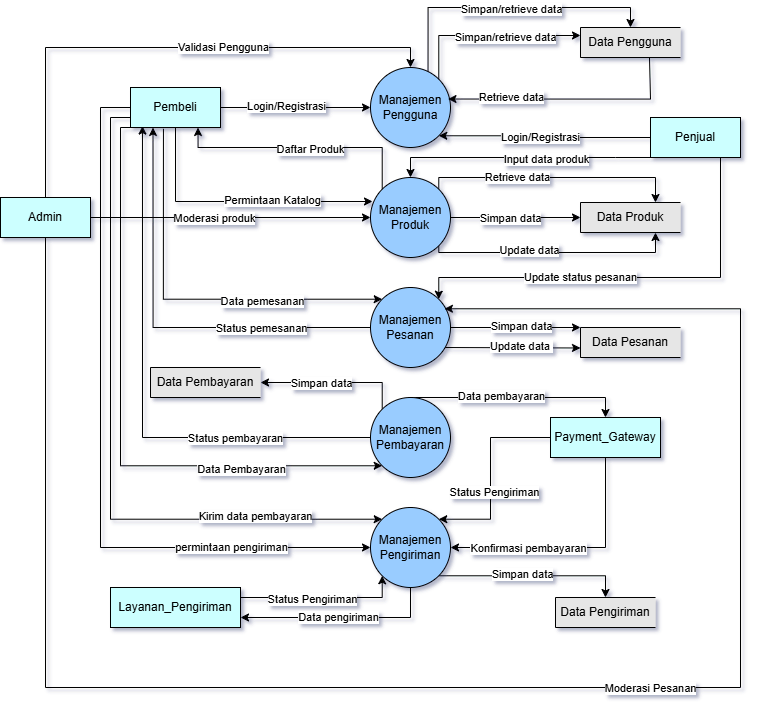 Simpan/retrieve data
Simpan/retrieve data
Data Pengguna
Validasi Pengguna
Pembeli
Login/Registrasi
Manajemen
Pengguna
Retrieve data
Login/Registrasi
Penjual
Daftar Produk
Input data produk
Retrieve data
Permintaan Katalog
Admin
Moderasi produk
Manajemen
Produk
Simpan data
Data Produk
Update data
Update status pesanan
Data pemesanan
Status pemesanan
Manajemen
Pesanan
Simpan data
Update data
Data Pesanan
Data Pembayaran
Simpan data
Data pembayaran
Status pembayaran
Manajemen
Pembayaran
Payment_Gateway
Data Pembayaran
Status Pengiriman
Kirim data pembayaran
permintaan pengiriman
Manajemen
Pengiriman
Konfirmasi pembayaran
Simpan data
Layanan_Pengiriman
Status Pengiriman
Data pengiriman
Data Pengiriman
Moderasi Pesanan